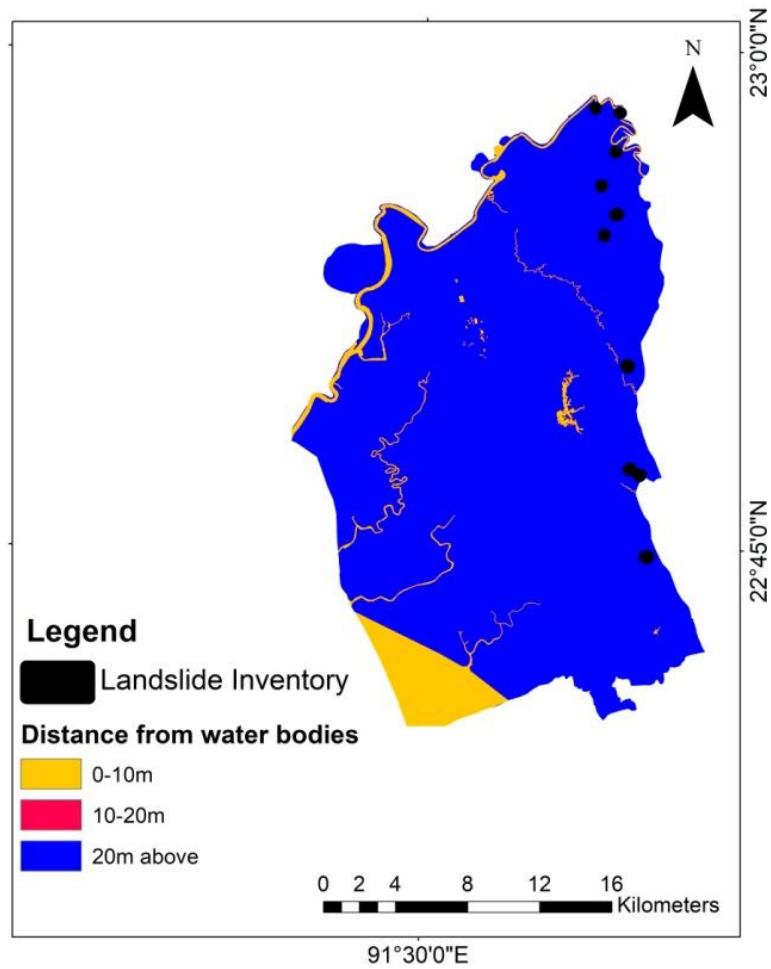 N
23°0'0"N
22°45'0"N
Legend
Landslide Inventory
Distance from water bodies
0-10m
10-20m
20m above
0 2 4 8 12 16
Kilometers
91°30'0"E